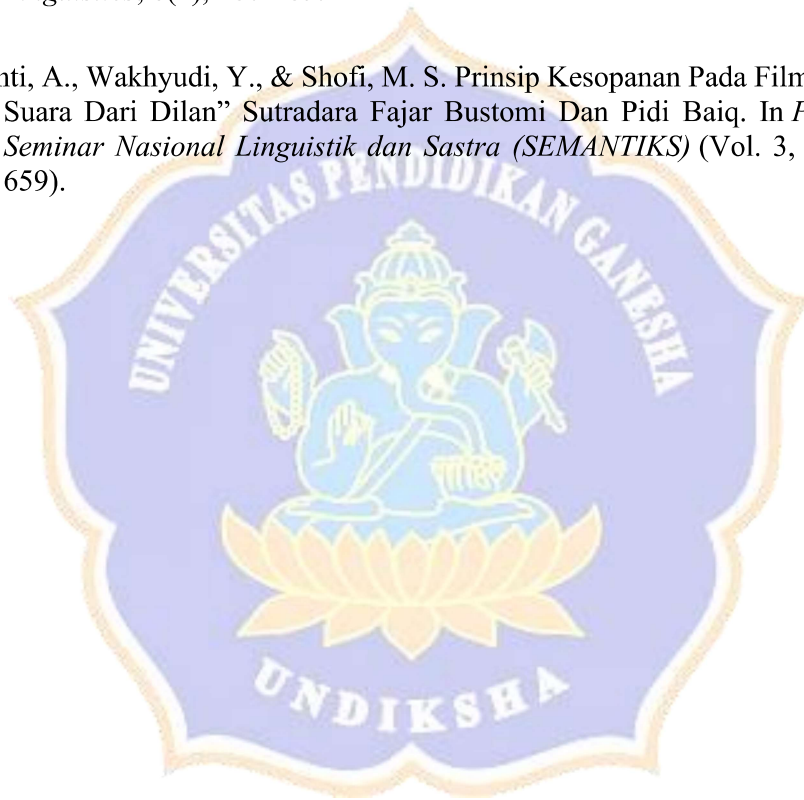 nti, A., Wakhyudi, Y., & Shofi, M. S. Prinsip Kesopanan Pada Film
Suara Dari Dilan” Sutradara Fajar Bustomi Dan Pidi Baiq. In
Seminar Nasional Linguistik dan Sastra (SEMANTIKS) (Vol. 3,
659).
UNIVERSITAS PENDIDIKAN GANESHA
UNDIKSHA